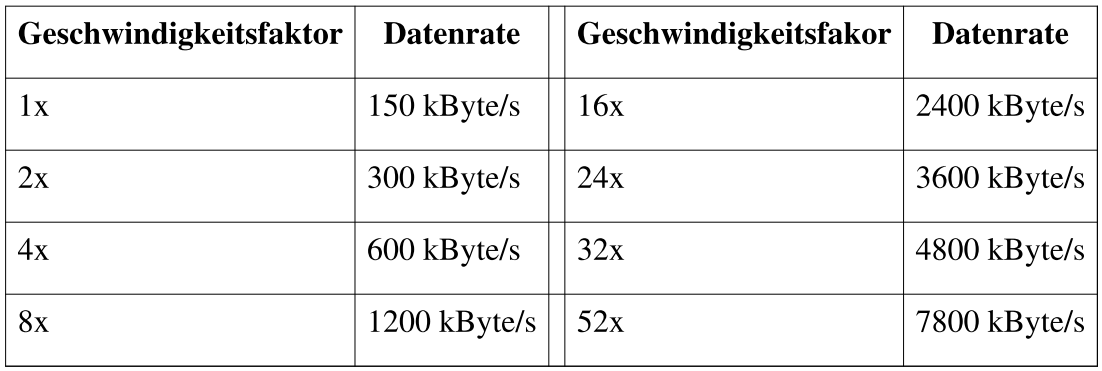 Geschwindigkeitsfaktor Datenrate Geschwindigkeitsfakor Datenrate
1x 150 kByte/s 16x 2400 kByte/s
2x 300 kByte/s 24x 3600 kByte/s
4x 600 kByte/s 32x 4800 kByte/s
8x 1200 kByte/s 52x 7800 kByte/s